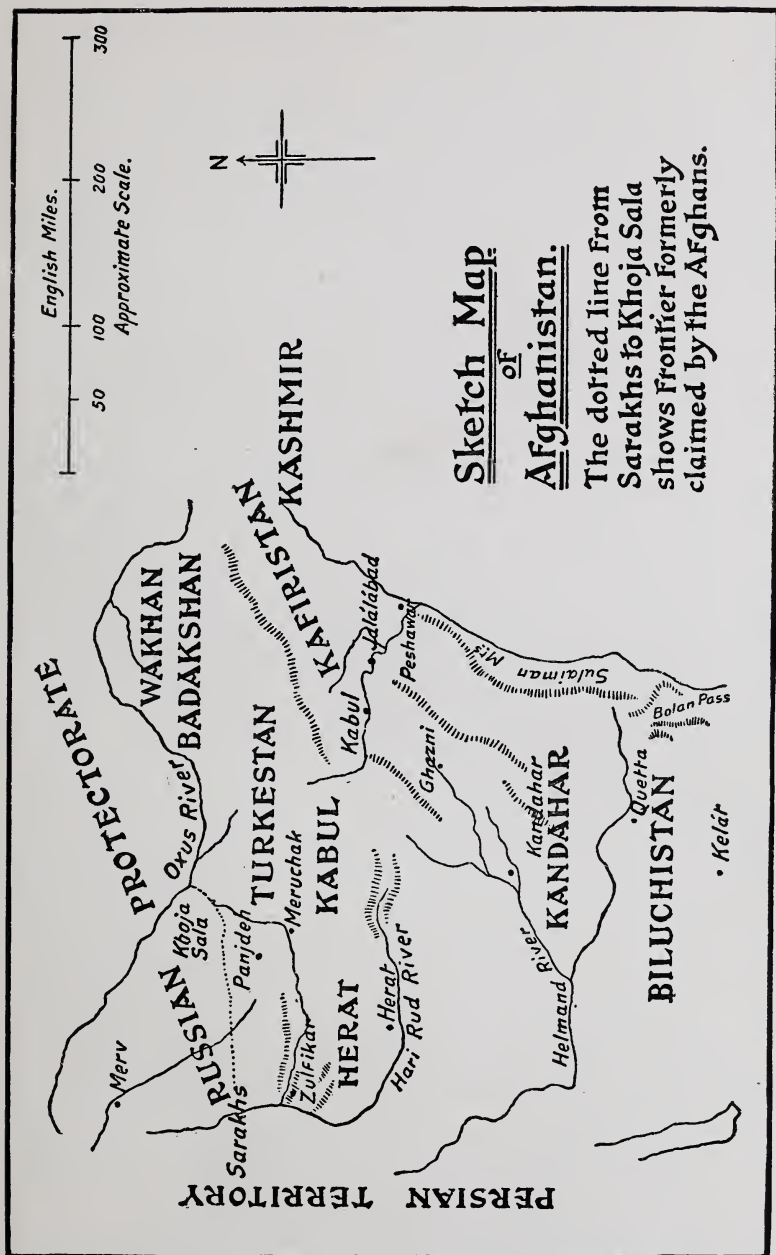 English Miles.
50 100 200 300
Approximate Scale.
N
Sketch Map
of
Afghanistan.
The dotted line from
Sarakhs to Khoja Sala
shows Frontier formerly
claimed by the Afghans.
RUSSIAN PROTECTORATE
PERSIAN TERRITORY
Merv
Sarakhs
Khoja
Sala
Oxus River
WAKHAN
BADAKSHAN
Panjdeh
TURKESTAN
Meruchak
KABUL
Zulfikar
HERAT
Herat
Hari Rud River
KAFIRISTAN
KASHMIR
Kabul
Jálálábad
Peshawar
Ghazni
Kandahar
KANDAHAR
Helmand River
Sulaiman Mts
Bolan Pass
Quetta
BILUCHISTAN
Kelár